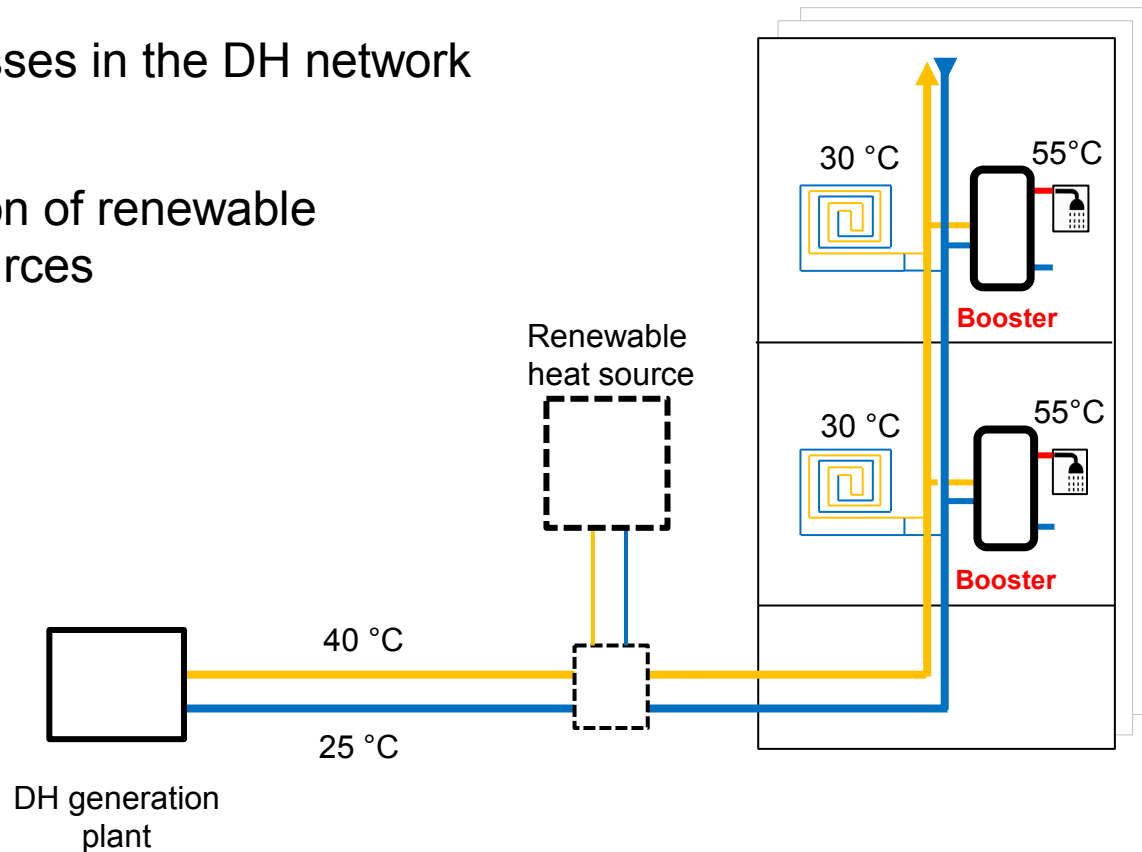 sses in the DH network
on of renewable
rces
30 °C
55°C
Booster
Renewable
heat source
30 °C
55°C
Booster
40 °C
25 °C
DH generation
plant